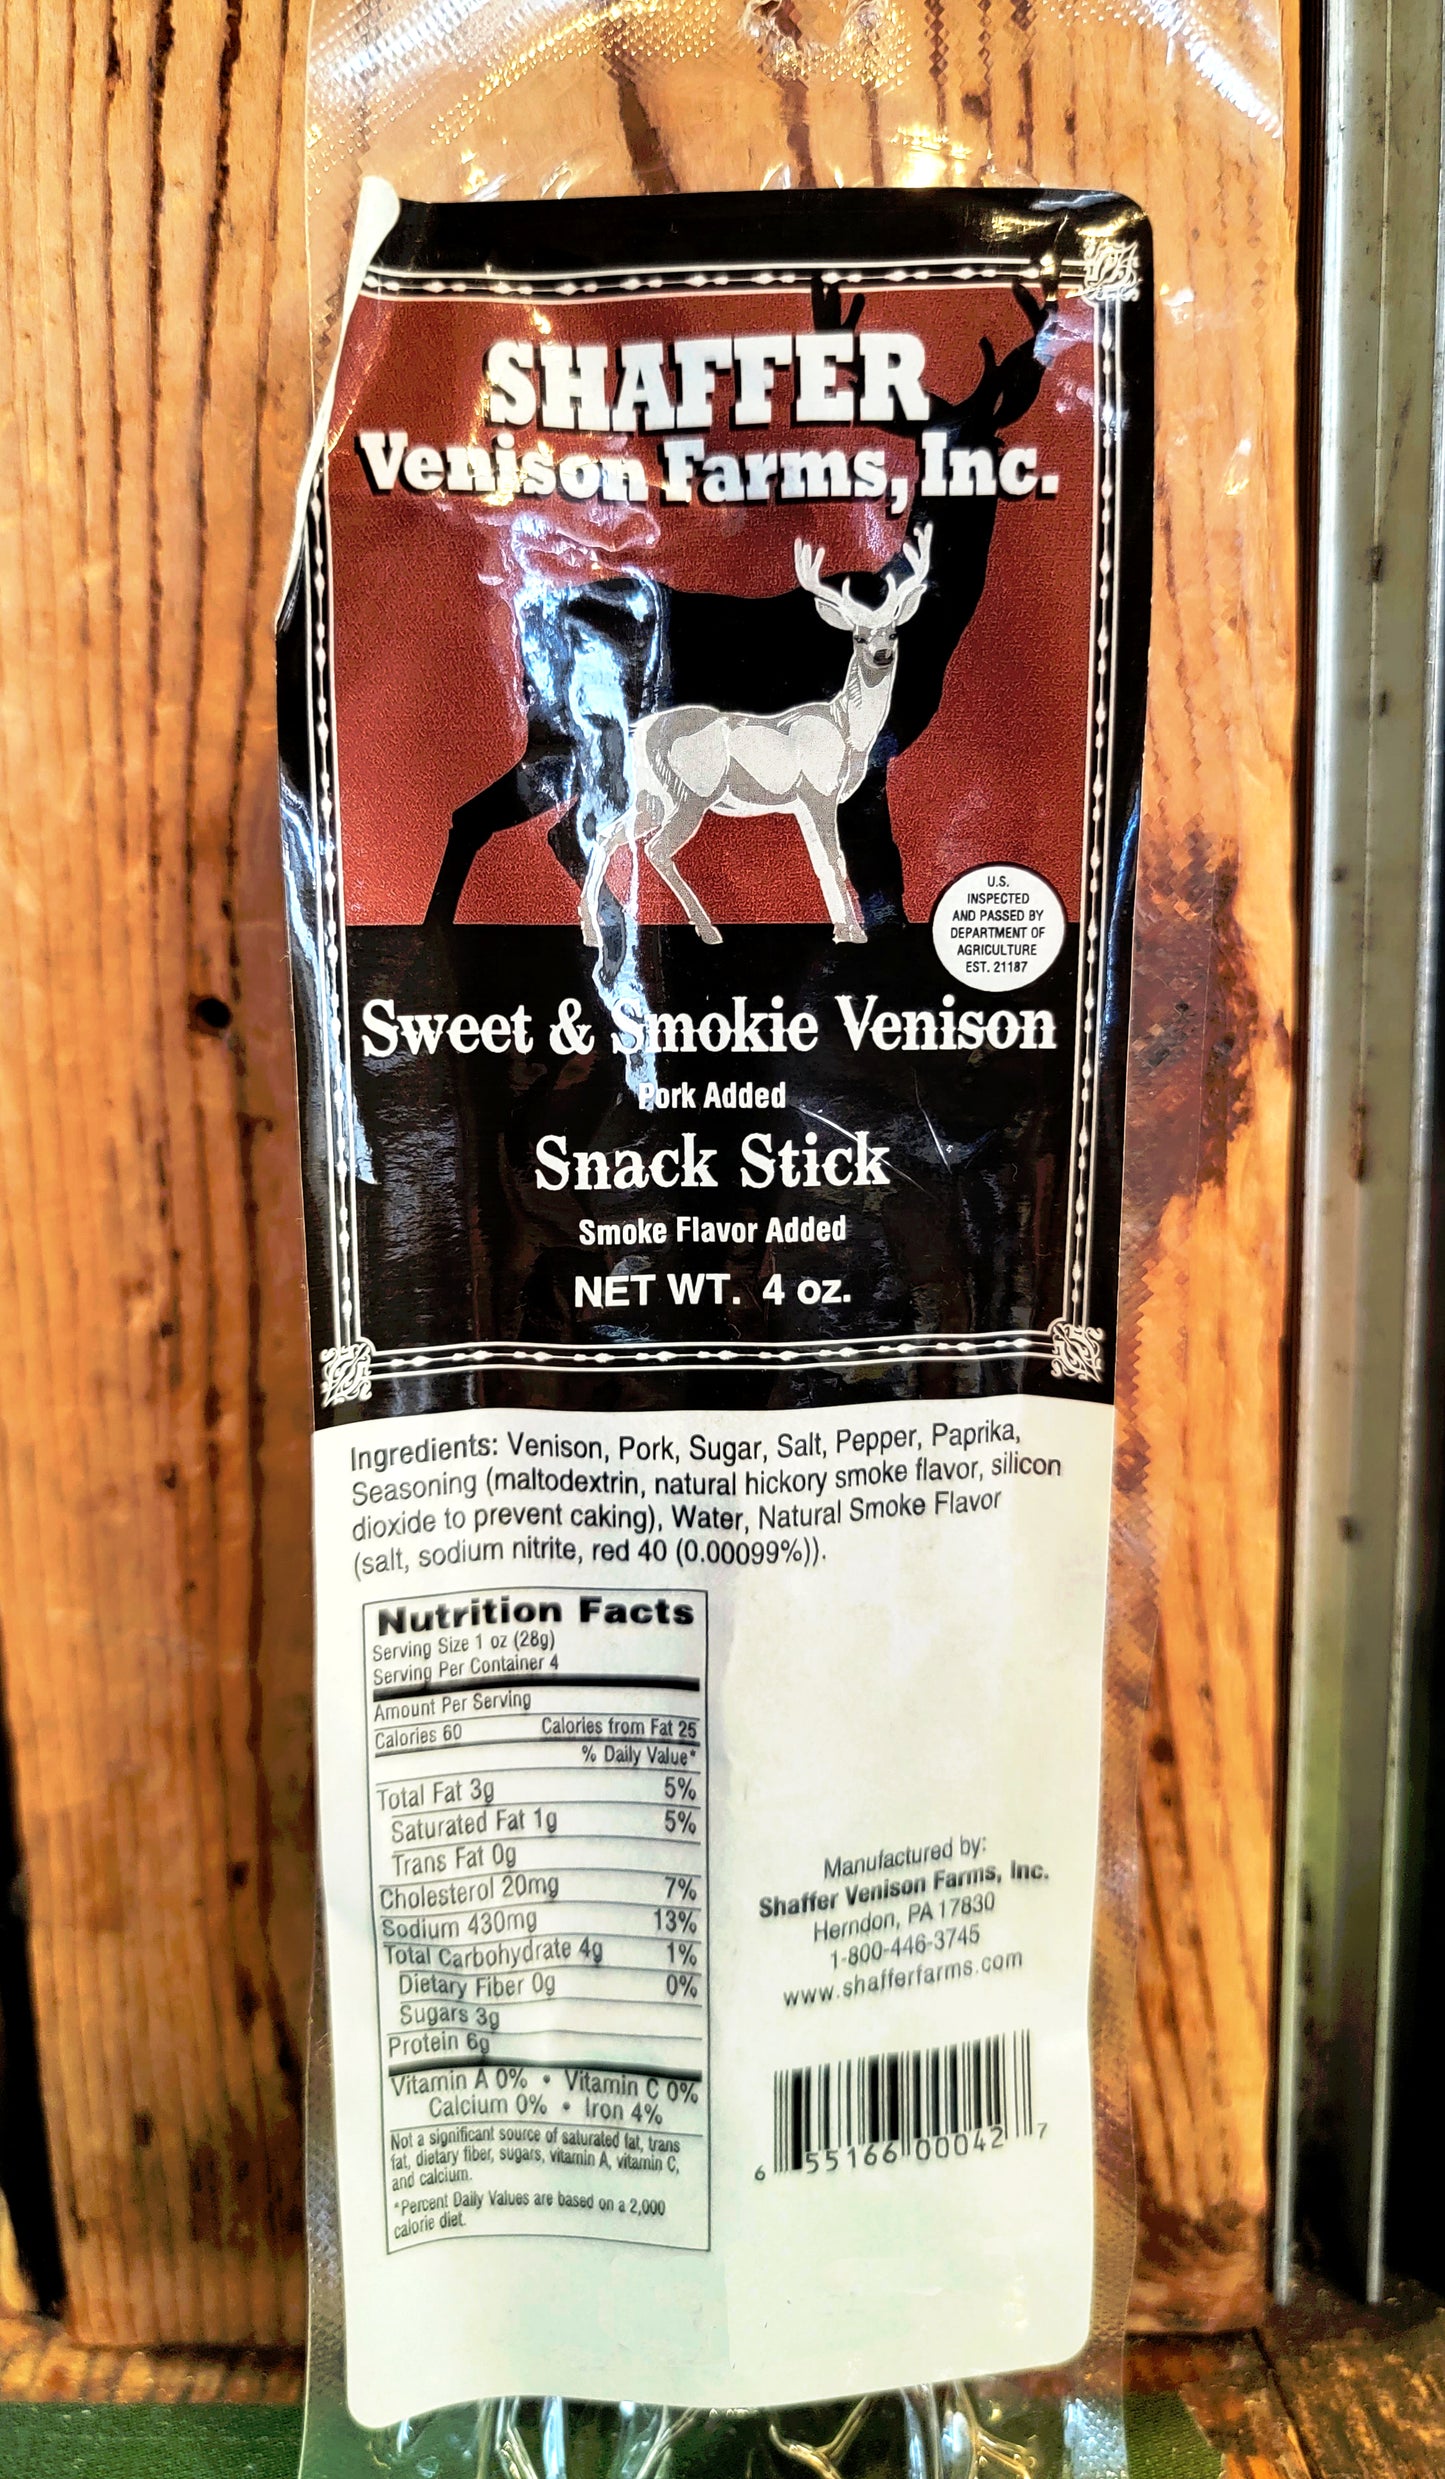 SHAFFER
Venison Farms, Inc.
U.S.
INSPECTED
AND PASSED BY
DEPARTMENT OF
AGRICULTURE
EST. 21187
Sweet & Smokie Venison
Pork Added
Snack Stick
Smoke Flavor Added
NET WT. 4 oz.
Ingredients: Venison, Pork, Sugar, Salt, Pepper, Paprika,
Seasoning (maltodextrin, natural hickory smoke flavor, silicon
dioxide to prevent caking), Water, Natural Smoke Flavor
(salt, sodium nitrite, red 40 (0.00099%)).
Nutrition Facts
Serving Size 1 oz (28g)
Serving Per Container 4
Amount Per Serving
Calories 60 Calories from Fat 25
% Daily Value*
Total Fat 3g 5%
Saturated Fat 1g 5%
Trans Fat 0g
Cholesterol 20mg 7%
Sodium 430mg 13%
Total Carbohydrate 4g 1%
Dietary Fiber 0g 0%
Sugars 3g
Protein 6g
Vitamin A 0% • Vitamin C 0%
Calcium 0% • Iron 4%
Not a significant source of saturated fat, trans
fat, dietary fiber, sugars, vitamin A, vitamin C,
and calcium.
*Percent Daily Values are based on a 2,000
calorie diet.
Manufactured by:
Shaffer Venison Farms, Inc.
Herndon, PA 17830
1-800-446-3745
www.shafferfarms.com
6 55166 00042 7